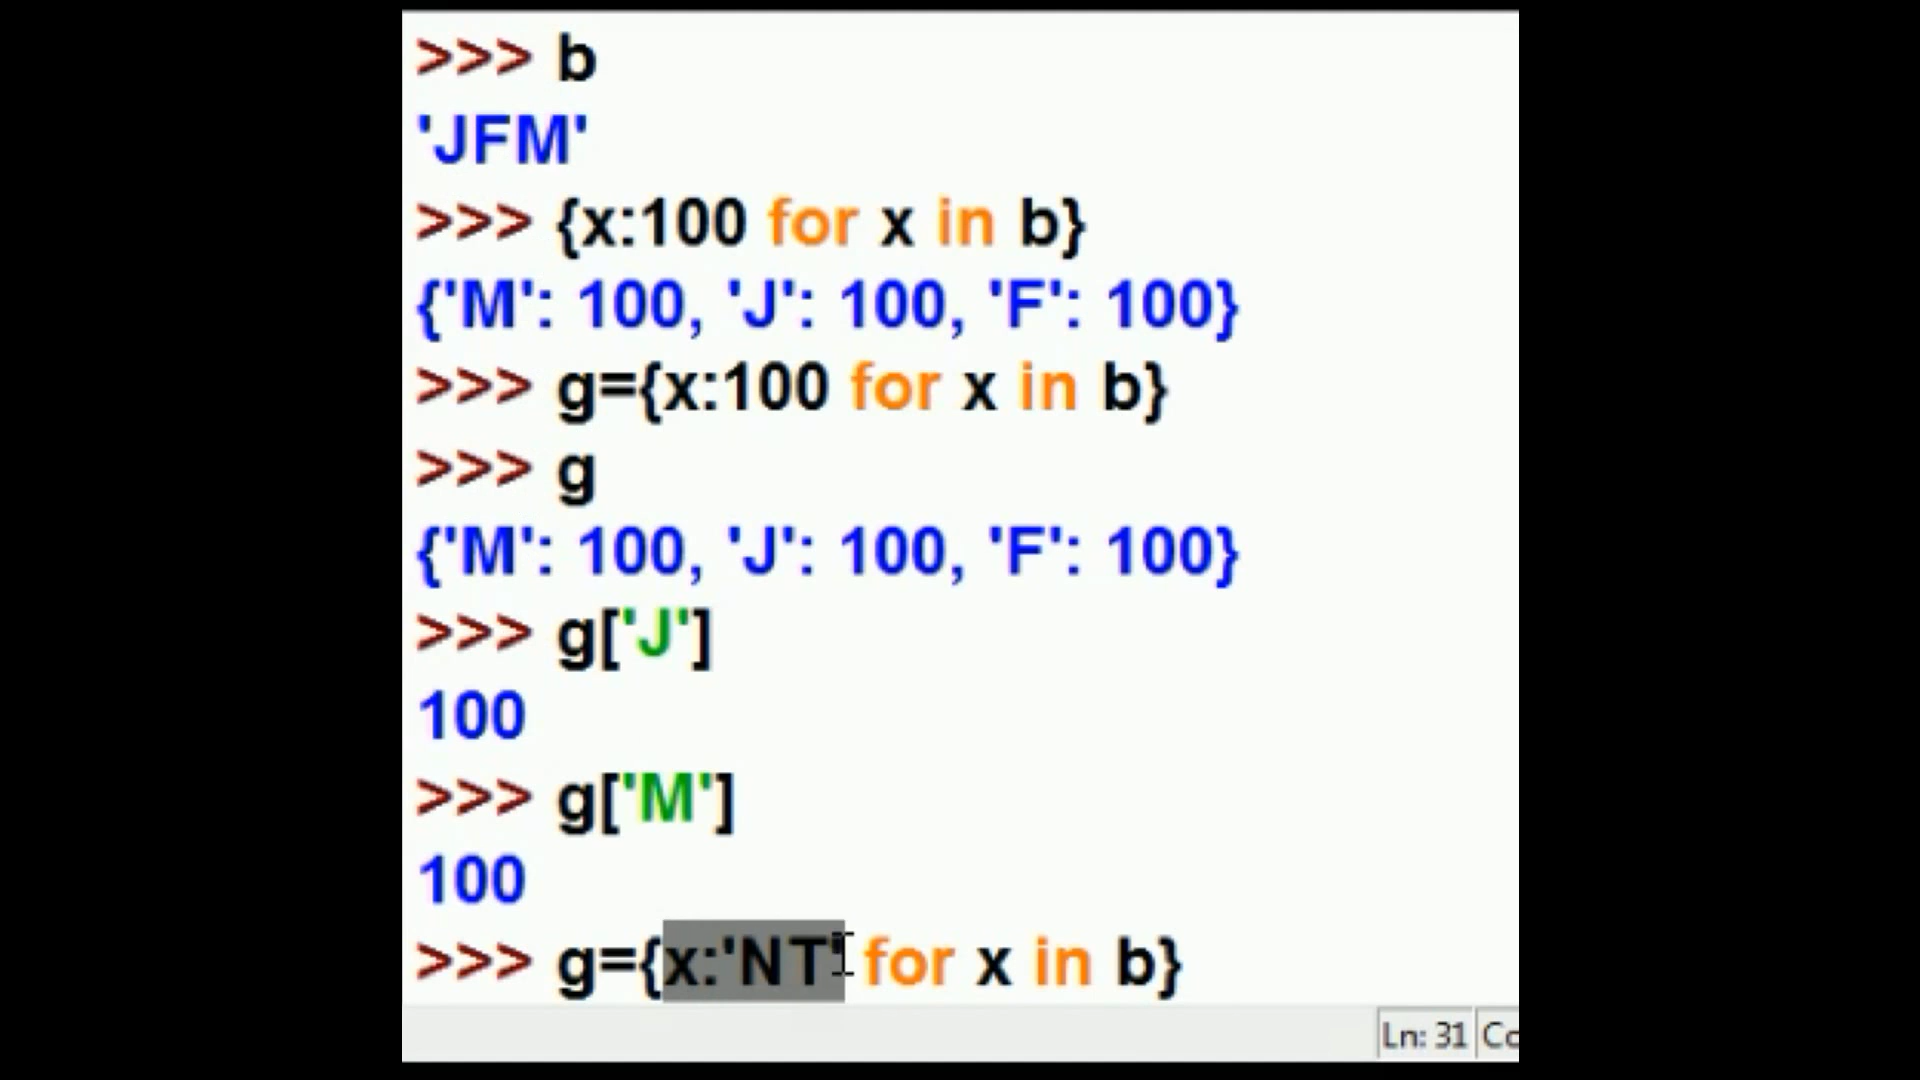 >>> b
'JFM'
>>> {x:100 for x in b}
{'M': 100, 'J': 100, 'F': 100}
>>> g={x:100 for x in b}
>>> g
{'M': 100, 'J': 100, 'F': 100}
>>> g['J']
100
>>> g['M']
100
>>> g={x:'NT' for x in b}
Ln: 31 Co